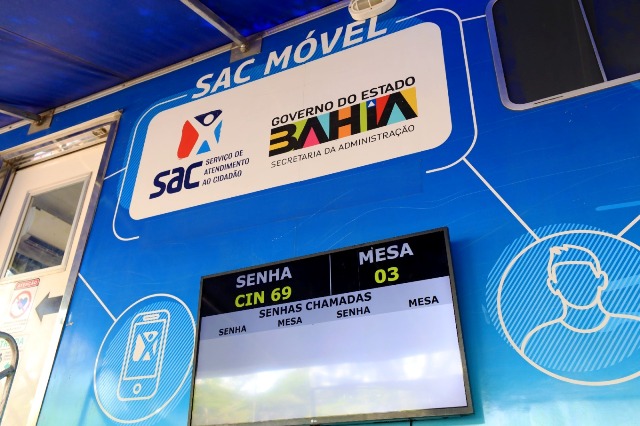 SAC MÓVEL
sac
SERVIÇO DE
ATENDIMENTO
AO CIDADÃO
GOVERNO DO ESTADO
BAHIA
SECRETARIA DA ADMINISTRAÇÃO
SENHA MESA
CIN 69 03
SENHAS CHAMADAS
SENHA MESA SENHA MESA